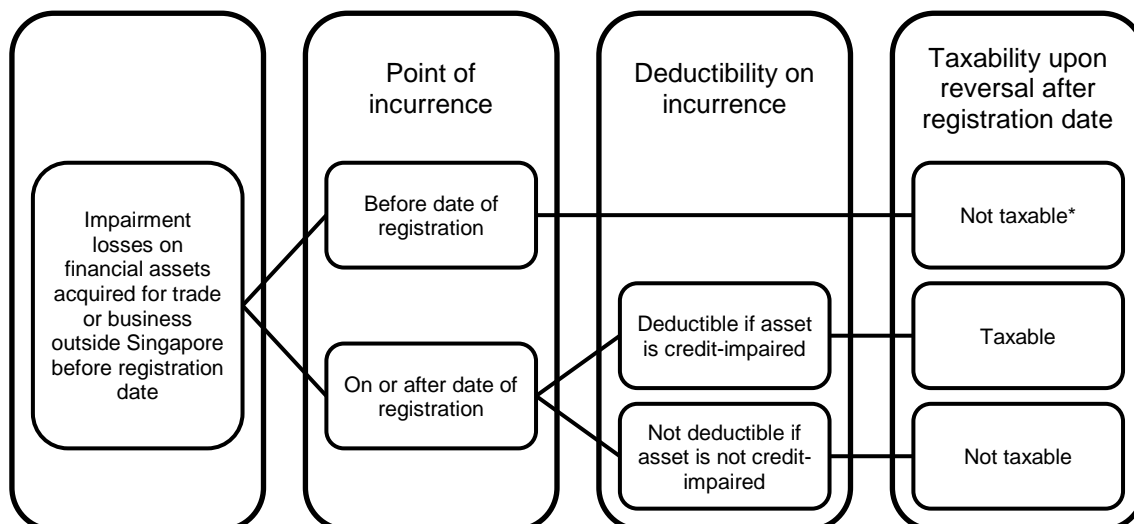 Impairment
losses on
financial assets
acquired for trade
or business
outside Singapore
before registration
date
Point of
incurrence
Before date of
registration
On or after date of
registration
Deductibility on
incurrence
Deductible if asset
is credit-impaired
Not deductible if
asset is not credit-
impaired
Taxability upon
reversal after
registration date
Not taxable*
Taxable
Not taxable